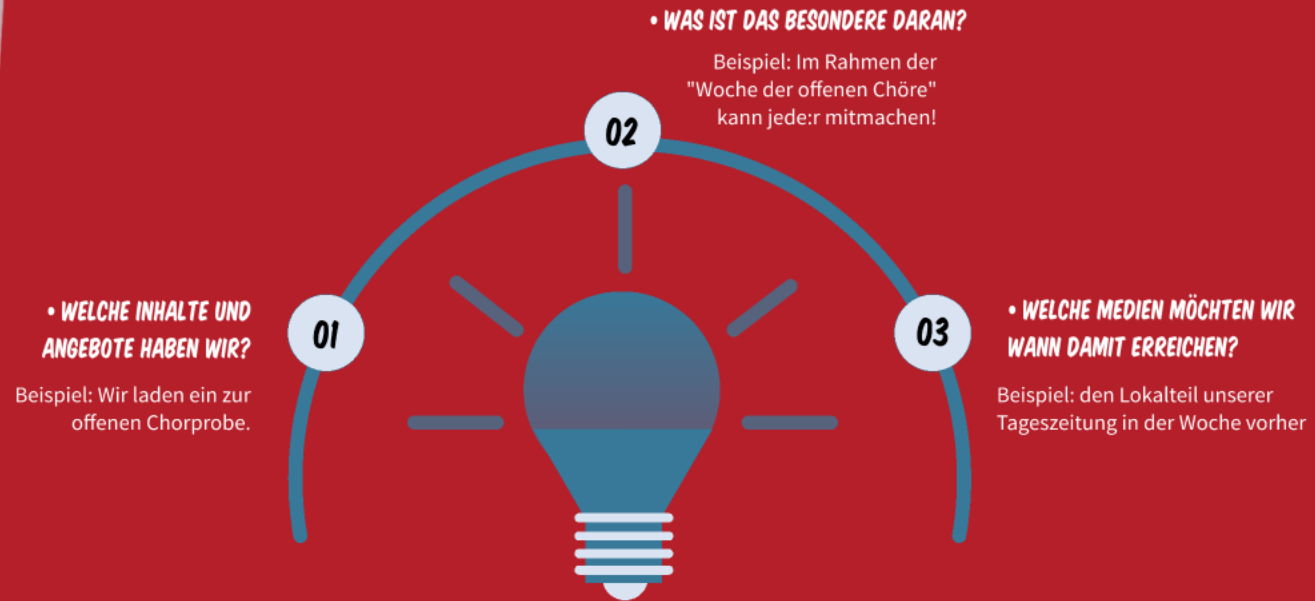 01
• WELCHE INHALTE UND
ANGEBOTE HABEN WIR?
Beispiel: Wir laden ein zur
offenen Chorprobe.
02
• WAS IST DAS BESONDERE DARAN?
Beispiel: Im Rahmen der
"Woche der offenen Chöre"
kann jede:r mitmachen!
03
• WELCHE MEDIEN MÖCHTEN WIR
WANN DAMIT ERREICHEN?
Beispiel: den Lokalteil unserer
Tageszeitung in der Woche vorher